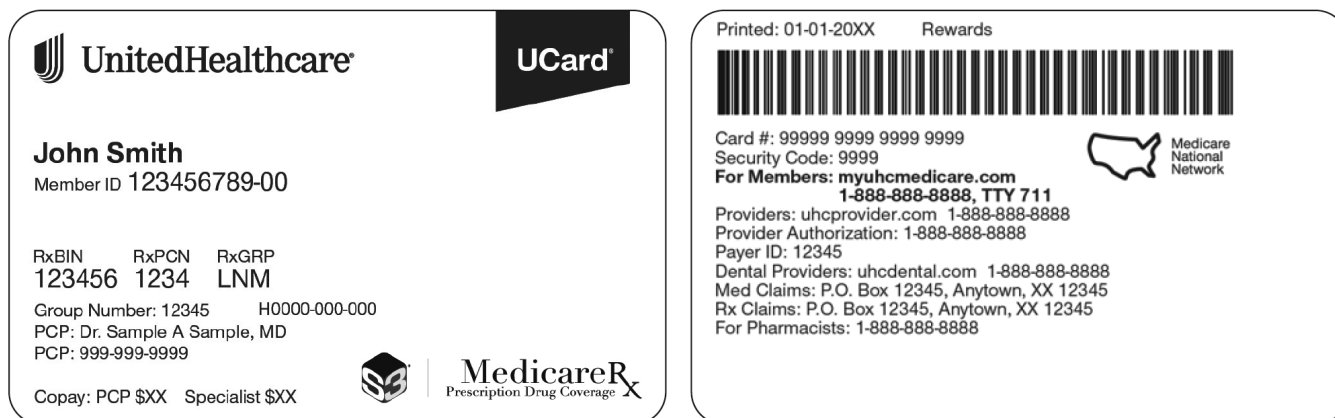 UnitedHealthcare®
UCard®
John Smith
Member ID 123456789-00
RxBIN RxPCN RxGRP
123456 1234 LNM
Group Number: 12345 H0000-000-000
PCP: Dr. Sample A Sample, MD
PCP: 999-999-9999
Copay: PCP $XX Specialist $XX
S3
MedicareRx
Prescription Drug Coverage
Printed: 01-01-20XX Rewards
Card #: 99999 9999 9999 9999
Security Code: 9999
For Members: myuhcmedicare.com
1-888-888-8888, TTY 711
Medicare
National
Network
Providers: uhcprovider.com 1-888-888-8888
Provider Authorization: 1-888-888-8888
Payer ID: 12345
Dental Providers: uhcdental.com 1-888-888-8888
Med Claims: P.O. Box 12345, Anytown, XX 12345
Rx Claims: P.O. Box 12345, Anytown, XX 12345
For Pharmacists: 1-888-888-8888